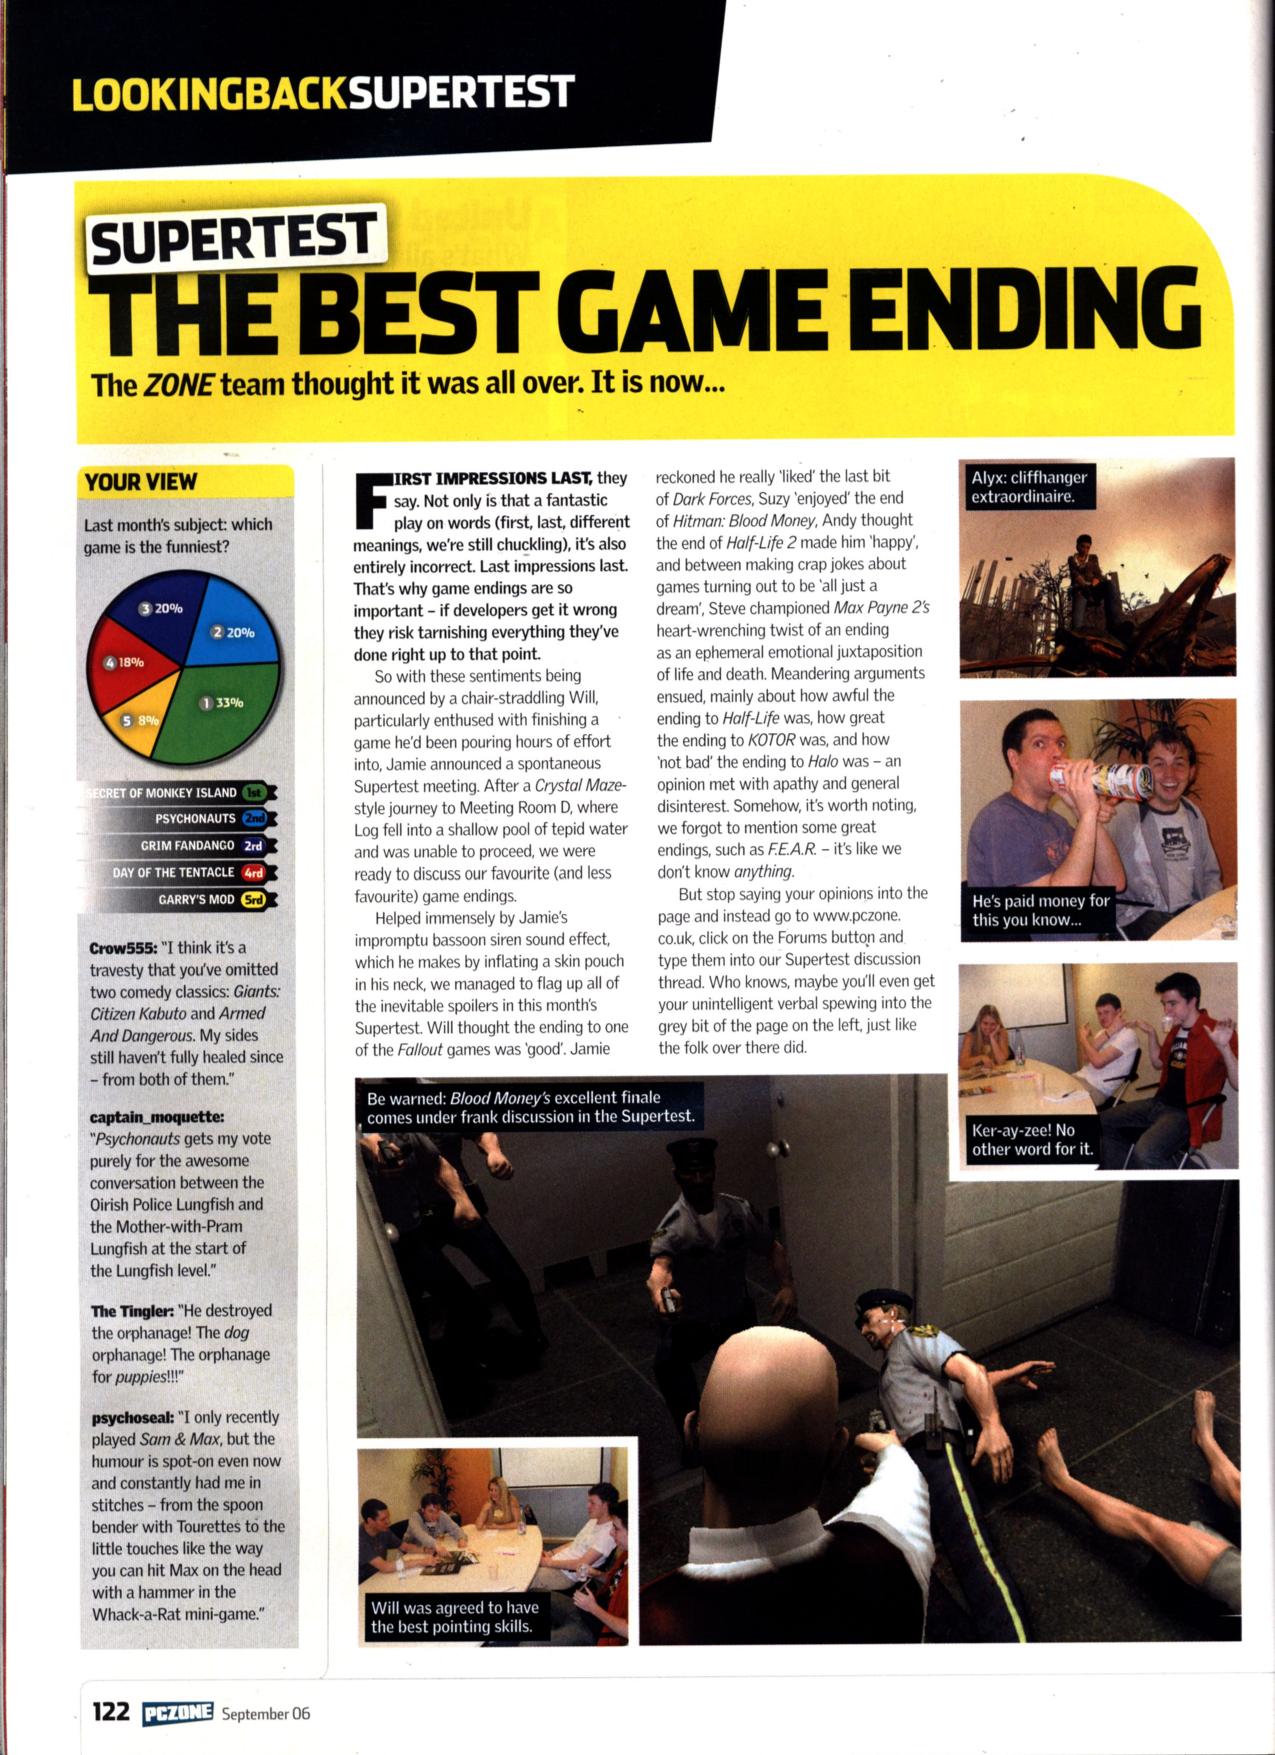 LOOKINGBACKSUPERTEST
SUPERTEST
THE BEST GAME ENDING
The ZONE team thought it was all over. It is now...
YOUR VIEW
Last month's subject: which
game is the funniest?
3 20%
2 20%
4 18%
1 33%
5 8%
SECRET OF MONKEY ISLAND 1st
PSYCHONAUTS 2nd
GRIM FANDANGO 2rd
DAY OF THE TENTACLE 4rd
GARRY'S MOD 5rd
Crow555: "I think it's a
travesty that you've omitted
two comedy classics: Giants:
Citizen Kabuto and Armed
And Dangerous. My sides
still haven't fully healed since
– from both of them."
captain_moquette:
"Psychonauts gets my vote
purely for the awesome
conversation between the
Oirish Police Lungfish and
the Mother-with-Pram
Lungfish at the start of
the Lungfish level."
The Tingler: "He destroyed
the orphanage! The dog
orphanage! The orphanage
for puppies!!!"
psychoseal: "I only recently
played Sam & Max, but the
humour is spot-on even now
and constantly had me in
stitches – from the spoon
bender with Tourettes to the
little touches like the way
you can hit Max on the head
with a hammer in the
Whack-a-Rat mini-game."
FIRST IMPRESSIONS LAST, they
say. Not only is that a fantastic
play on words (first, last, different
meanings, we're still chuckling), it's also
entirely incorrect. Last impressions last.
That's why game endings are so
important – if developers get it wrong
they risk tarnishing everything they've
done right up to that point.
So with these sentiments being
announced by a chair-straddling Will,
particularly enthused with finishing a
game he'd been pouring hours of effort
into, Jamie announced a spontaneous
Supertest meeting. After a Crystal Maze-
style journey to Meeting Room D, where
Log fell into a shallow pool of tepid water
and was unable to proceed, we were
ready to discuss our favourite (and less
favourite) game endings.
Helped immensely by Jamie's
impromptu bassoon siren sound effect,
which he makes by inflating a skin pouch
in his neck, we managed to flag up all of
the inevitable spoilers in this month's
Supertest. Will thought the ending to one
of the Fallout games was 'good'. Jamie
reckoned he really 'liked' the last bit
of Dark Forces, Suzy 'enjoyed' the end
of Hitman: Blood Money, Andy thought
the end of Half-Life 2 made him 'happy',
and between making crap jokes about
games turning out to be 'all just a
dream', Steve championed Max Payne 2's
heart-wrenching twist of an ending
as an ephemeral emotional juxtaposition
of life and death. Meandering arguments
ensued, mainly about how awful the
ending to Half-Life was, how great
the ending to KOTOR was, and how
'not bad' the ending to Halo was – an
opinion met with apathy and general
disinterest. Somehow, it's worth noting,
we forgot to mention some great
endings, such as F.E.A.R. – it's like we
don't know anything.
But stop saying your opinions into the
page and instead go to www.pczone.
co.uk, click on the Forums button and
type them into our Supertest discussion
thread. Who knows, maybe you'll even get
your unintelligent verbal spewing into the
grey bit of the page on the left, just like
the folk over there did.
Alyx: cliffhanger
extraordinaire.
He's paid money for
this you know...
Ker-ay-zee! No
other word for it.
Be warned: Blood Money's excellent finale
comes under frank discussion in the Supertest.
Will was agreed to have
the best pointing skills.
122 PCZONE September 06